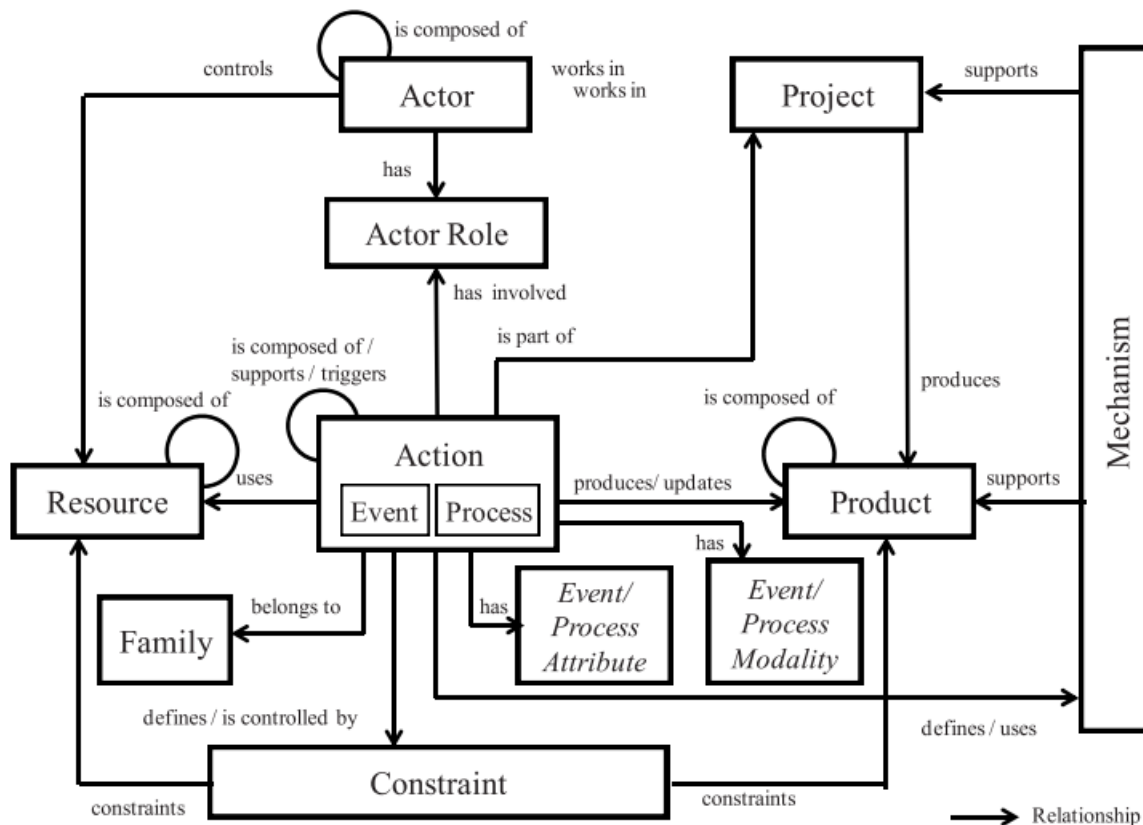 is composed of
controls
works in
works in
supports
Actor
Project
has
Actor Role
has involved
is part of
is composed of /
supports / triggers
is composed of
is composed of
produces
Mechanism
Action
Resource
uses
Event
Process
produces/ updates
Product
supports
has
belongs to
has
Event/
Process
Attribute
Event/
Process
Modality
Family
defines / is controlled by
defines / uses
Constraint
constraints
constraints
Relationship